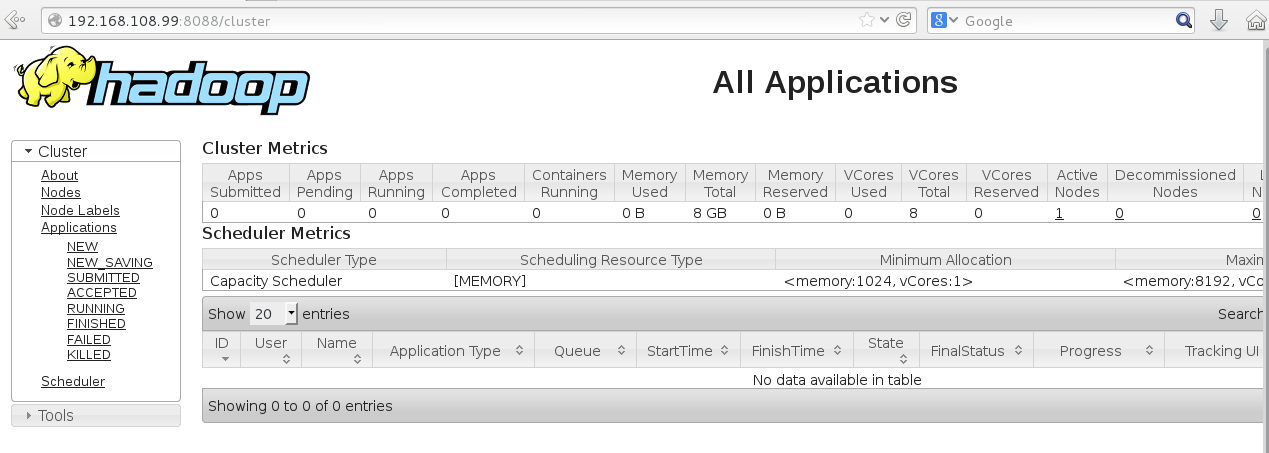 192.168.108.99:8088/cluster
Google
hadoop
All Applications
Cluster
About
Nodes
Node Labels
Applications
NEW
NEW_SAVING
SUBMITTED
ACCEPTED
RUNNING
FINISHED
FAILED
KILLED
Scheduler
Tools
Cluster Metrics
Apps Submitted Apps Pending Apps Running Apps Completed Containers Running Memory Used Memory Total Memory Reserved VCores Used VCores Total VCores Reserved Active Nodes Decommissioned Nodes
0 0 0 0 0 0 B 8 GB 0 B 0 8 0 1 0 0
Scheduler Metrics
Scheduler Type Scheduling Resource Type Minimum Allocation
Capacity Scheduler [MEMORY] <memory:1024, vCores:1> <memory:8192,
Show 20 entries Search
ID User Name Application Type Queue StartTime FinishTime State FinalStatus Progress Tracking UI
No data available in table
Showing 0 to 0 of 0 entries